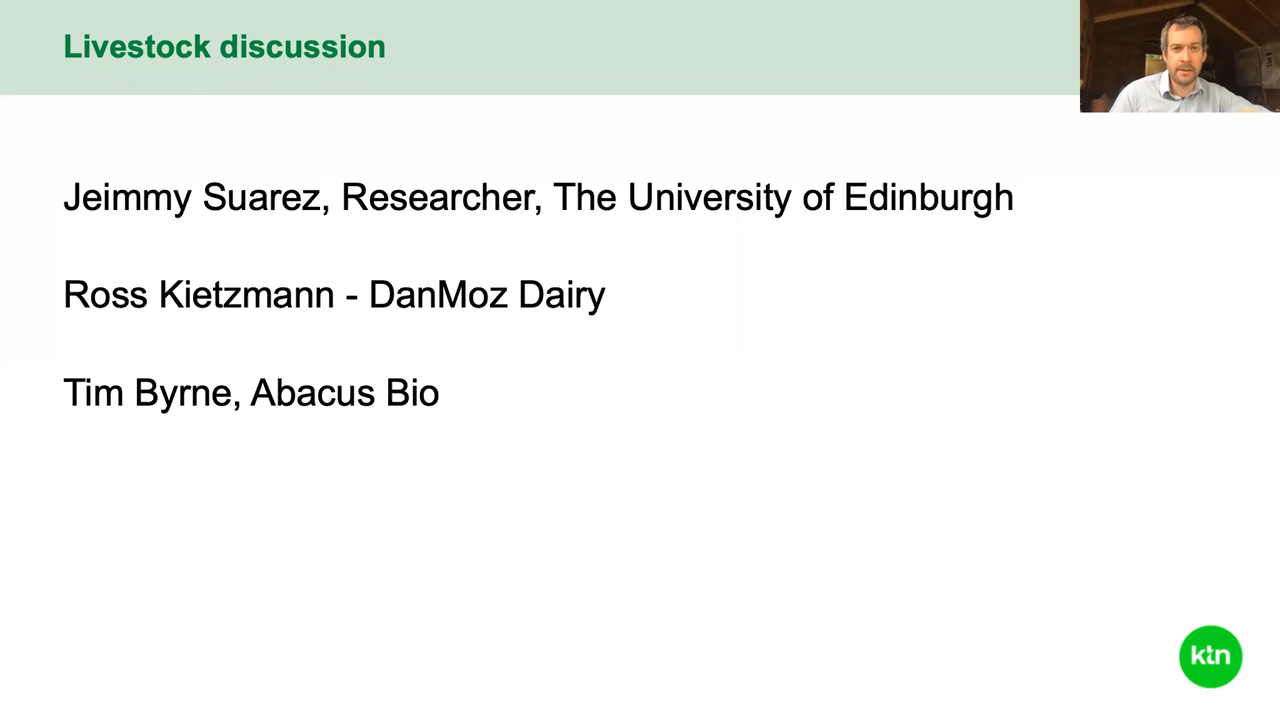 Livestock discussion
Jeimmy Suarez, Researcher, The University of Edinburgh
Ross Kietzmann - DanMoz Dairy
Tim Byrne, Abacus Bio
ktn